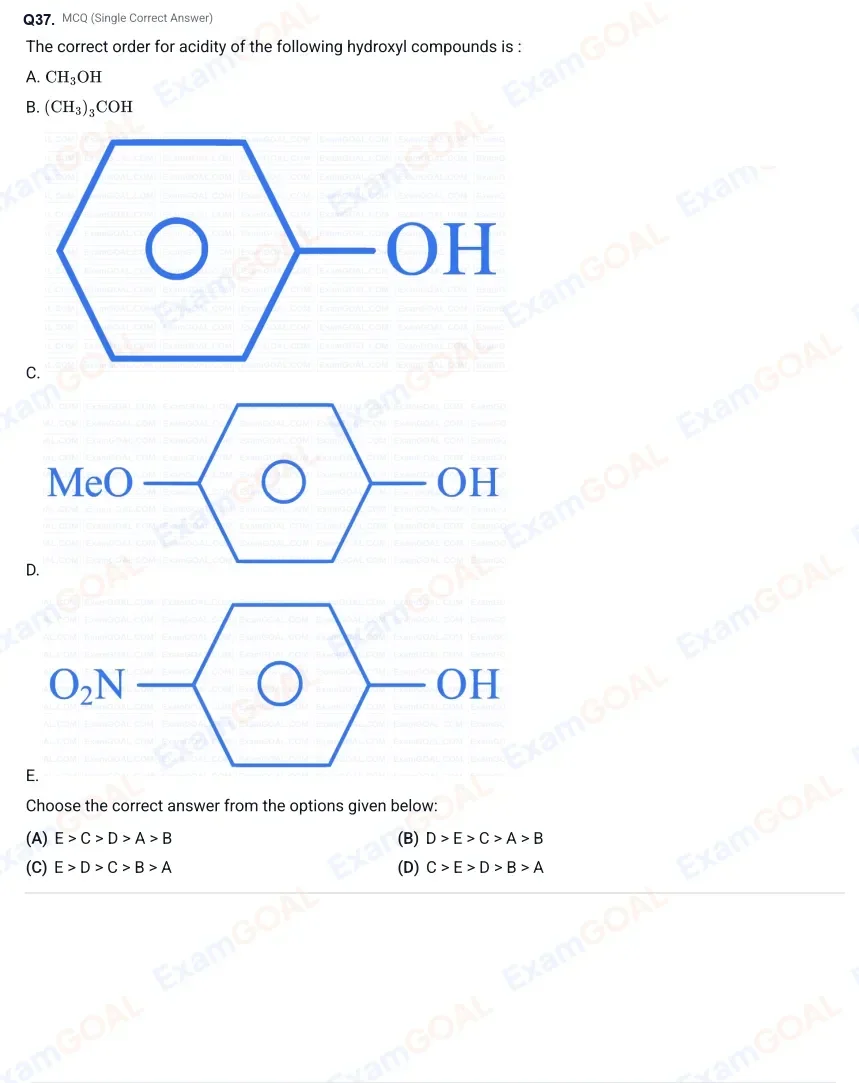 Q37. MCQ (Single Correct Answer)
The correct order for acidity of the following hydroxyl compounds is :
A. CH₃OH
B. (CH₃)₃COH
OH
C.
MeO OH
D.
O₂N OH
E.
Choose the correct answer from the options given below:
(A) E > C > D > A > B
(B) D > E > C > A > B
(C) E > D > C > B > A
(D) C > E > D > B > A
ExamGOAL